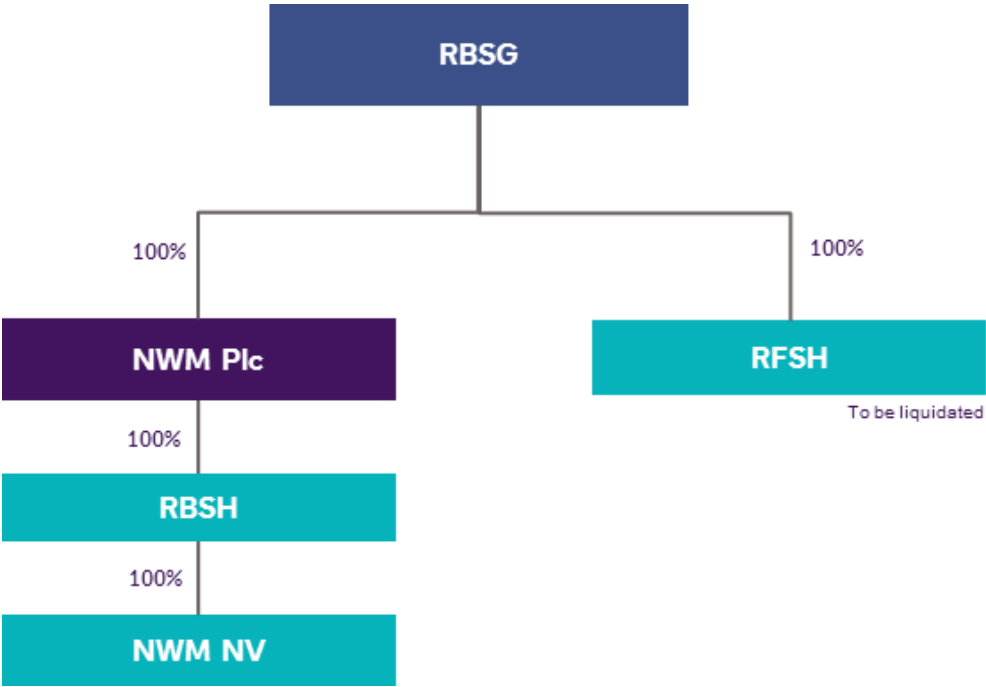 RBSG
100%
100%
NWM Plc
RFSH
To be liquidated
100%
RBSH
100%
NWM NV